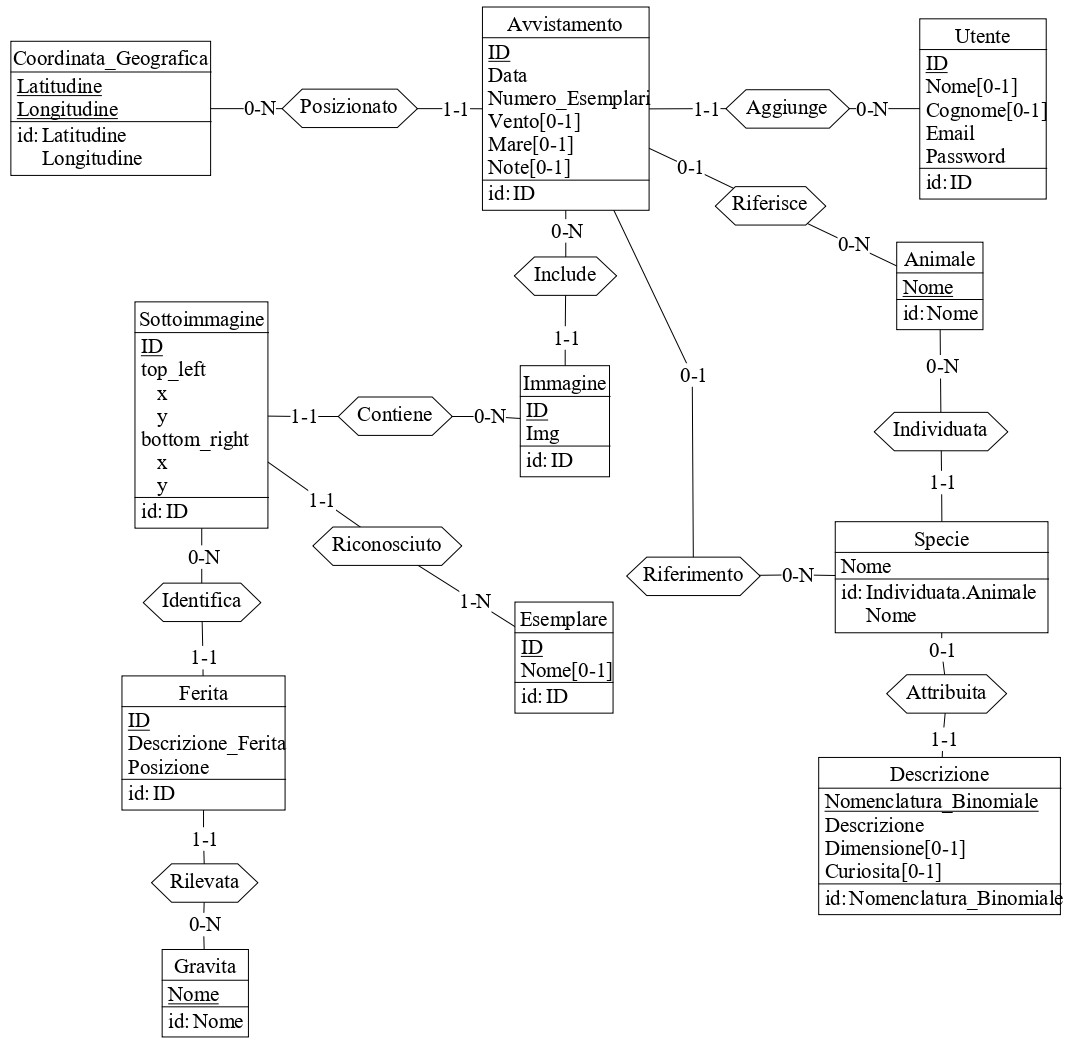 Avvistamento
ID
Data
Numero_Esemplari
Vento[0-1]
Mare[0-1]
Note[0-1]
id: ID
Utente
ID
Nome[0-1]
Cognome[0-1]
Email
Password
id: ID
Coordinata_Geografica
Latitudine
Longitudine
id: Latitudine
Longitudine
0-N
Posizionato
1-1
1-1
Aggiunge
0-N
0-1
Riferisce
0-N
Animale
Nome
id: Nome
0-N
Include
1-1
Sottoimmagine
ID
top_left
x
y
bottom_right
x
y
id: ID
1-1
Contiene
0-N
Immagine
ID
Img
id: ID
0-1
0-N
Individuata
1-1
1-1
Riconosciuto
1-N
Esemplare
ID
Nome[0-1]
id: ID
Riferimento
0-N
Specie
Nome
id: Individuata.Animale
Nome
0-N
Identifica
1-1
0-1
Attribuita
1-1
Ferita
ID
Descrizione_Ferita
Posizione
id: ID
Descrizione
Nomenclatura_Binomiale
Descrizione
Dimensione[0-1]
Curiosita[0-1]
id: Nomenclatura_Binomiale
1-1
Rilevata
0-N
Gravita
Nome
id: Nome